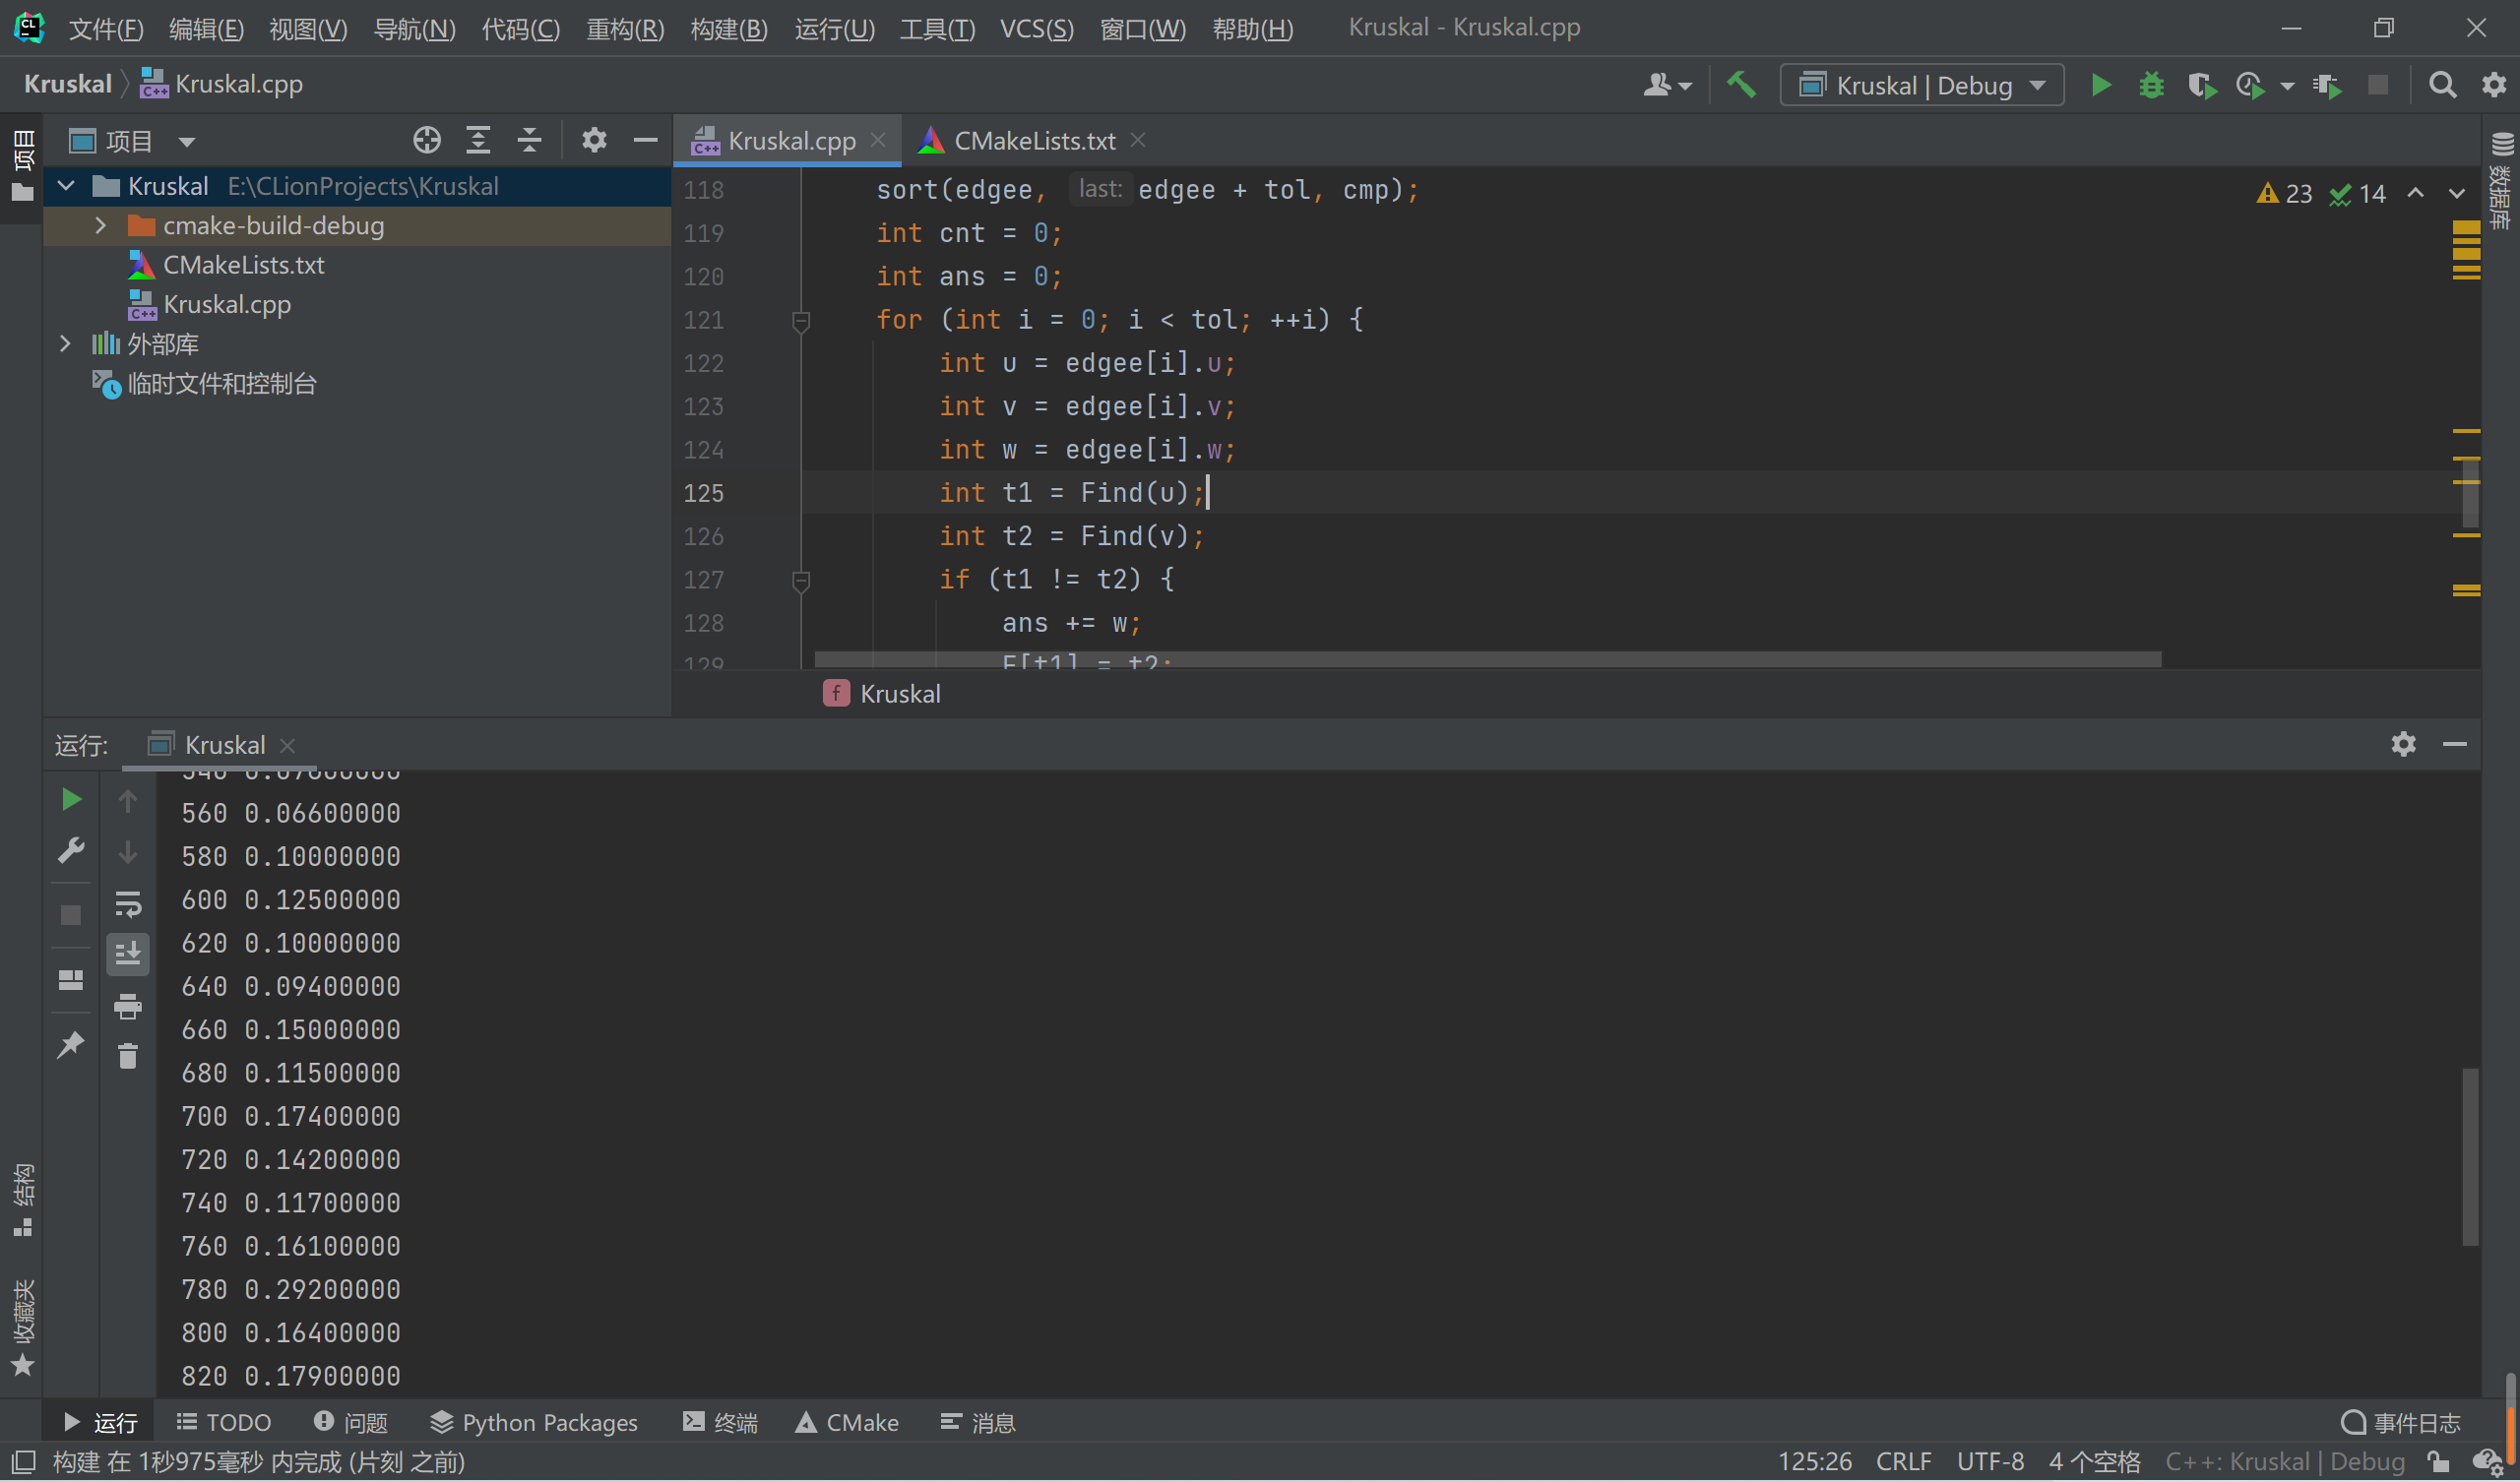 文件(F) 编辑(E) 视图(V) 导航(N) 代码(C) 重构(R) 构建(B) 运行(U) 工具(T) VCS(S) 窗口(W) 帮助(H) Kruskal - Kruskal.cpp
Kruskal Kruskal.cpp Kruskal | Debug
项目
项目
Kruskal.cpp CMakeLists.txt
数据库
Kruskal E:\CLionProjects\Kruskal
cmake-build-debug
CMakeLists.txt
Kruskal.cpp
外部库
临时文件和控制台
23 14
118 sort(edgee, last: edgee + tol, cmp);
119 int cnt = 0;
120 int ans = 0;
121 for (int i = 0; i < tol; ++i) {
122 int u = edgee[i].u;
123 int v = edgee[i].v;
124 int w = edgee[i].w;
125 int t1 = Find(u);
126 int t2 = Find(v);
127 if (t1 != t2) {
128 ans += w;
129 F[t1] = t2;
f Kruskal
运行: Kruskal
540 0.07800000
560 0.06600000
580 0.10000000
600 0.12500000
620 0.10000000
640 0.09400000
660 0.15000000
680 0.11500000
700 0.17400000
720 0.14200000
740 0.11700000
760 0.16100000
780 0.29200000
800 0.16400000
820 0.17900000
结构
收藏夹
运行 TODO 问题 Python Packages 终端 CMake 消息 事件日志
构建 在 1秒975毫秒 内完成 (片刻 之前) 125:26 CRLF UTF-8 4 个空格 C++: Kruskal | Debug